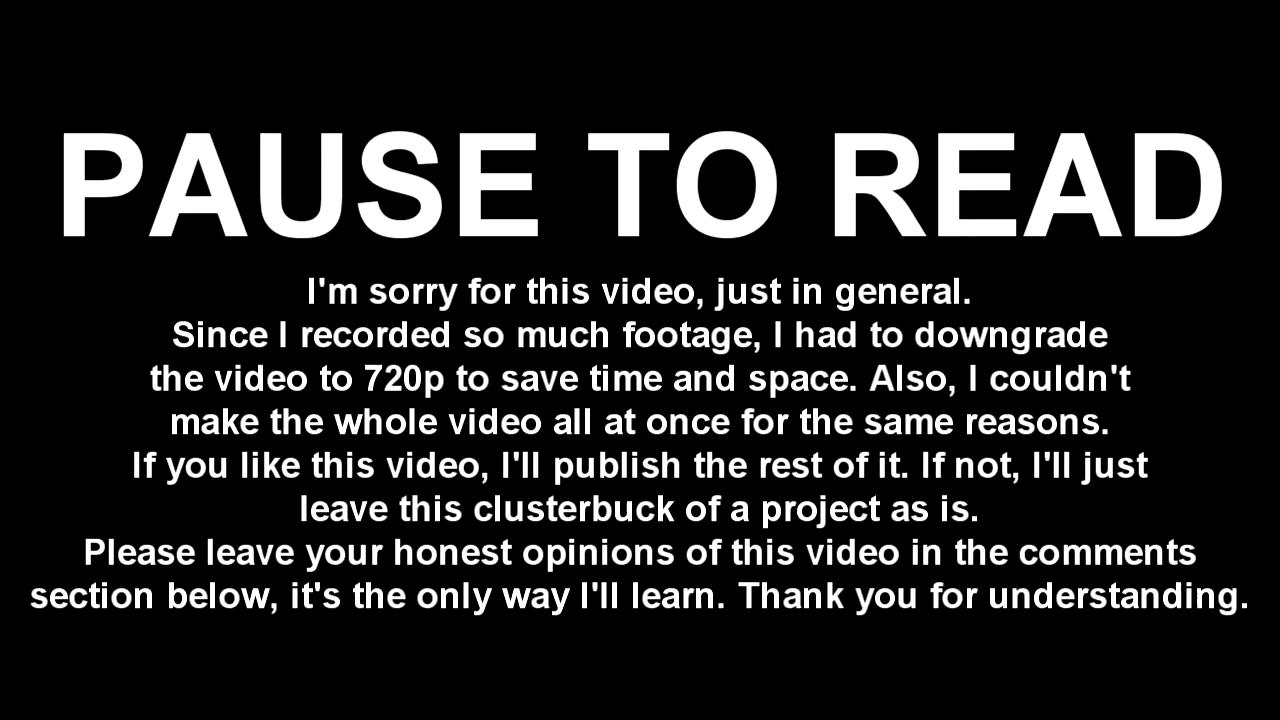 PAUSE TO READ
I'm sorry for this video, just in general.
Since I recorded so much footage, I had to downgrade
the video to 720p to save time and space. Also, I couldn't
make the whole video all at once for the same reasons.
If you like this video, I'll publish the rest of it. If not, I'll just
leave this clusterbuck of a project as is.
Please leave your honest opinions of this video in the comments
section below, it's the only way I'll learn. Thank you for understanding.